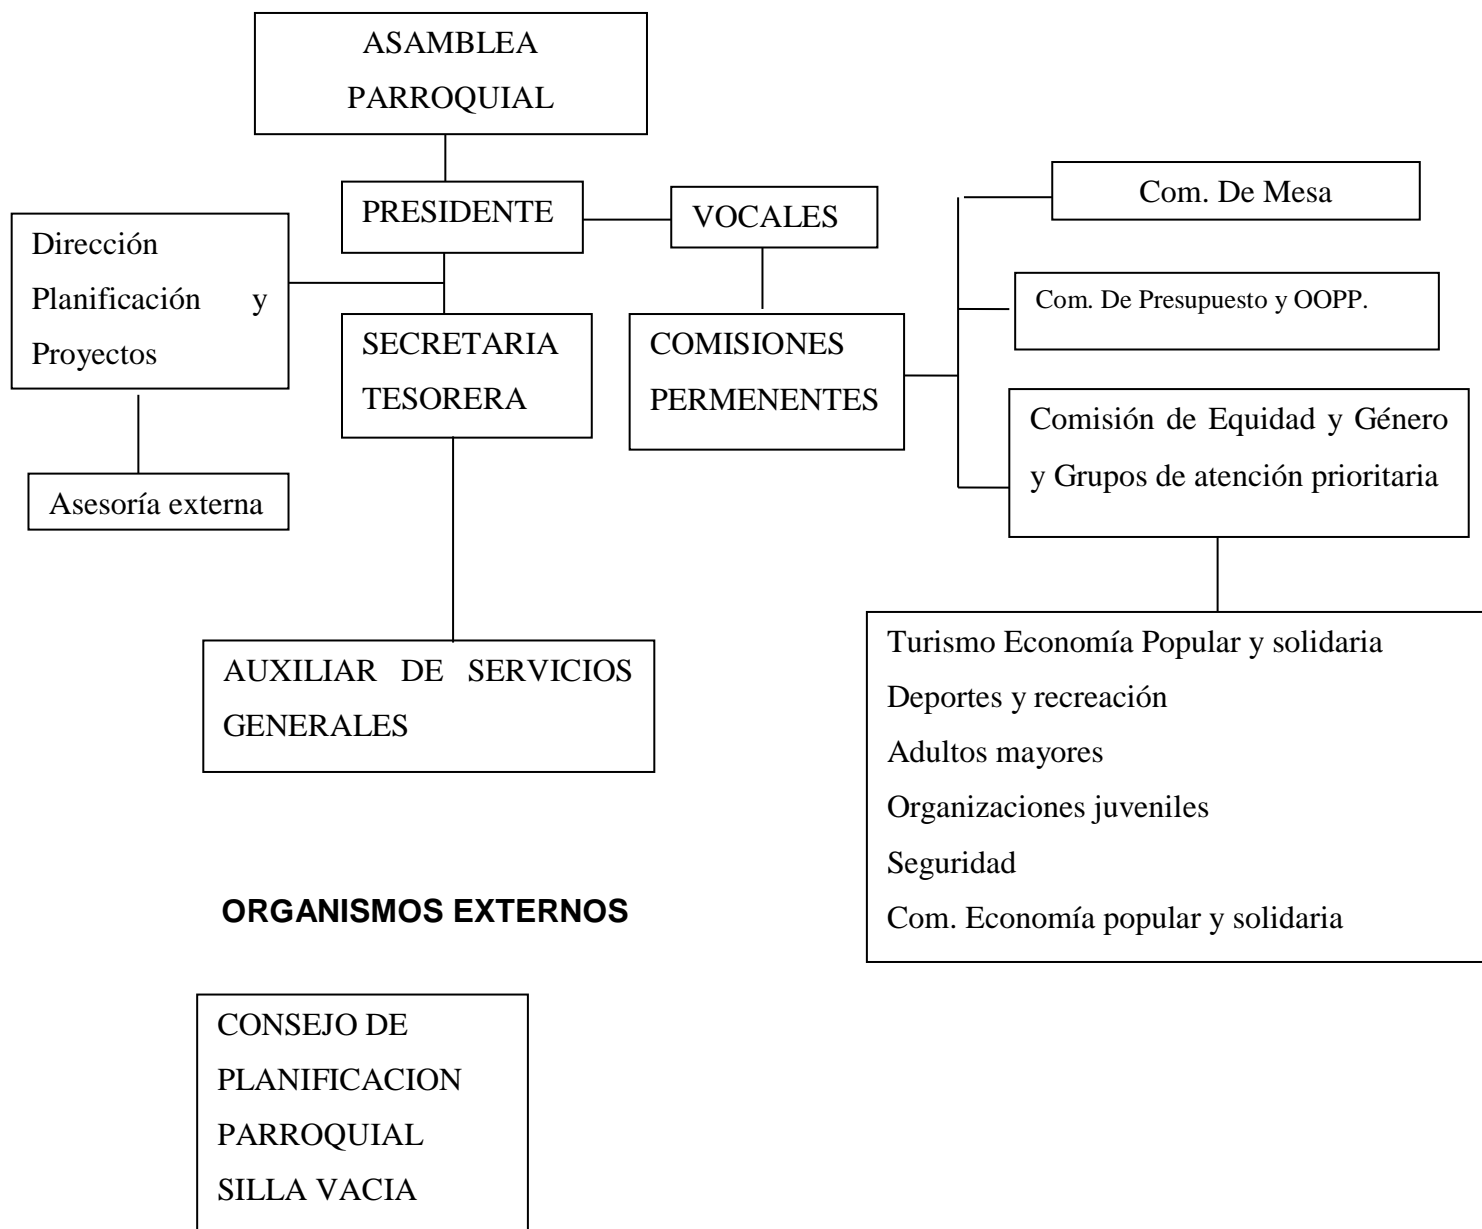 ASAMBLEA
PARROQUIAL
PRESIDENTE
VOCALES
Com. De Mesa
Dirección
Planificación y
Proyectos
Com. De Presupuesto y OOPP.
SECRETARIA
TESORERA
COMISIONES
PERMENENTES
Comisión de Equidad y Género
y Grupos de atención prioritaria
Asesoría externa
AUXILIAR DE SERVICIOS
GENERALES
Turismo Economía Popular y solidaria
Deportes y recreación
Adultos mayores
Organizaciones juveniles
Seguridad
Com. Economía popular y solidaria
ORGANISMOS EXTERNOS
CONSEJO DE
PLANIFICACION
PARROQUIAL
SILLA VACIA